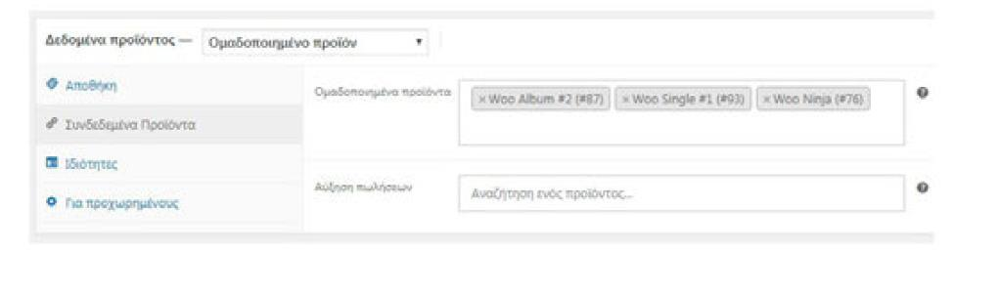 Δεδομένα προϊόντος — Ομαδοποιημένο προϊόν
Αποθήκη
Συνδεδεμένα Προϊόντα
Ιδιότητες
Για προχωρημένους
Ομαδοποιημένα προϊόντα
× Woo Album #2 (#87) × Woo Single #1 (#93) × Woo Ninja (#76)
Αύξηση πωλήσεων
Αναζήτηση ενός προϊόντος...